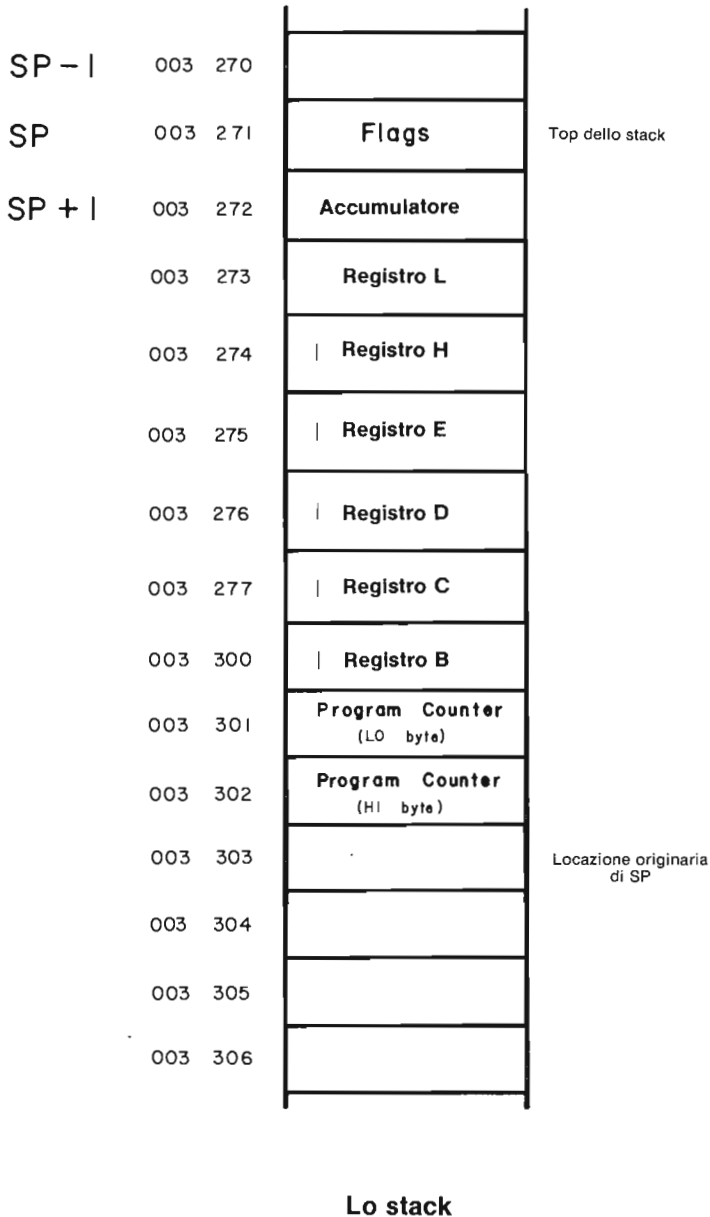 SP - 1 003 270
SP 003 271 Flags Top dello stack
SP + 1 003 272 Accumulatore
003 273 Registro L
003 274 Registro H
003 275 Registro E
003 276 Registro D
003 277 Registro C
003 300 Registro B
003 301 Program Counter
(LO byte)
003 302 Program Counter
(HI byte)
003 303 Locazione originaria
di SP
003 304
003 305
003 306
Lo stack